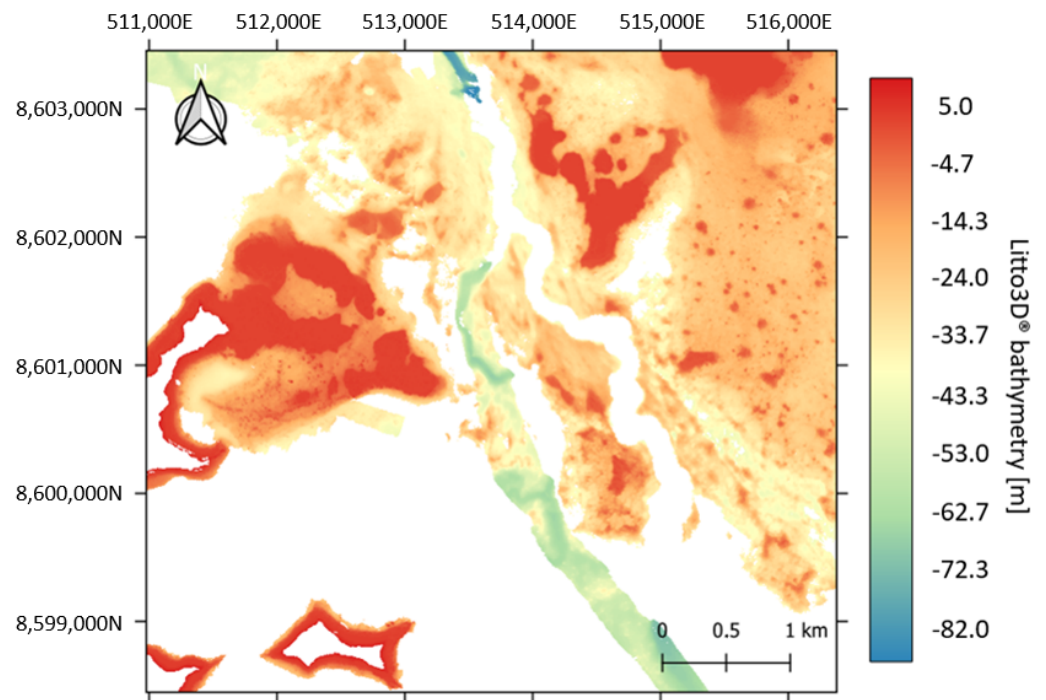 511,000E 512,000E 513,000E 514,000E 515,000E 516,000E
N
8,603,000N
8,602,000N
8,601,000N
8,600,000N
8,599,000N
0 0.5 1 km
5.0
-4.7
-14.3
-24.0
-33.7
-43.3
-53.0
-62.7
-72.3
-82.0
Litto3D® bathymetry [m]